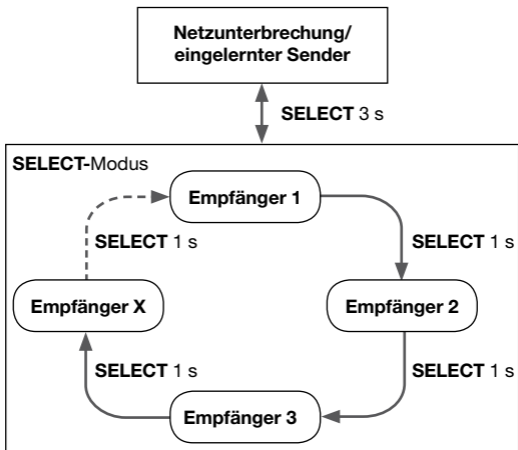 Netzunterbrechung/
eingelernter Sender
SELECT 3 s
SELECT-Modus
Empfänger 1
SELECT 1 s
SELECT 1 s
Empfänger X
Empfänger 2
SELECT 1 s
SELECT 1 s
Empfänger 3